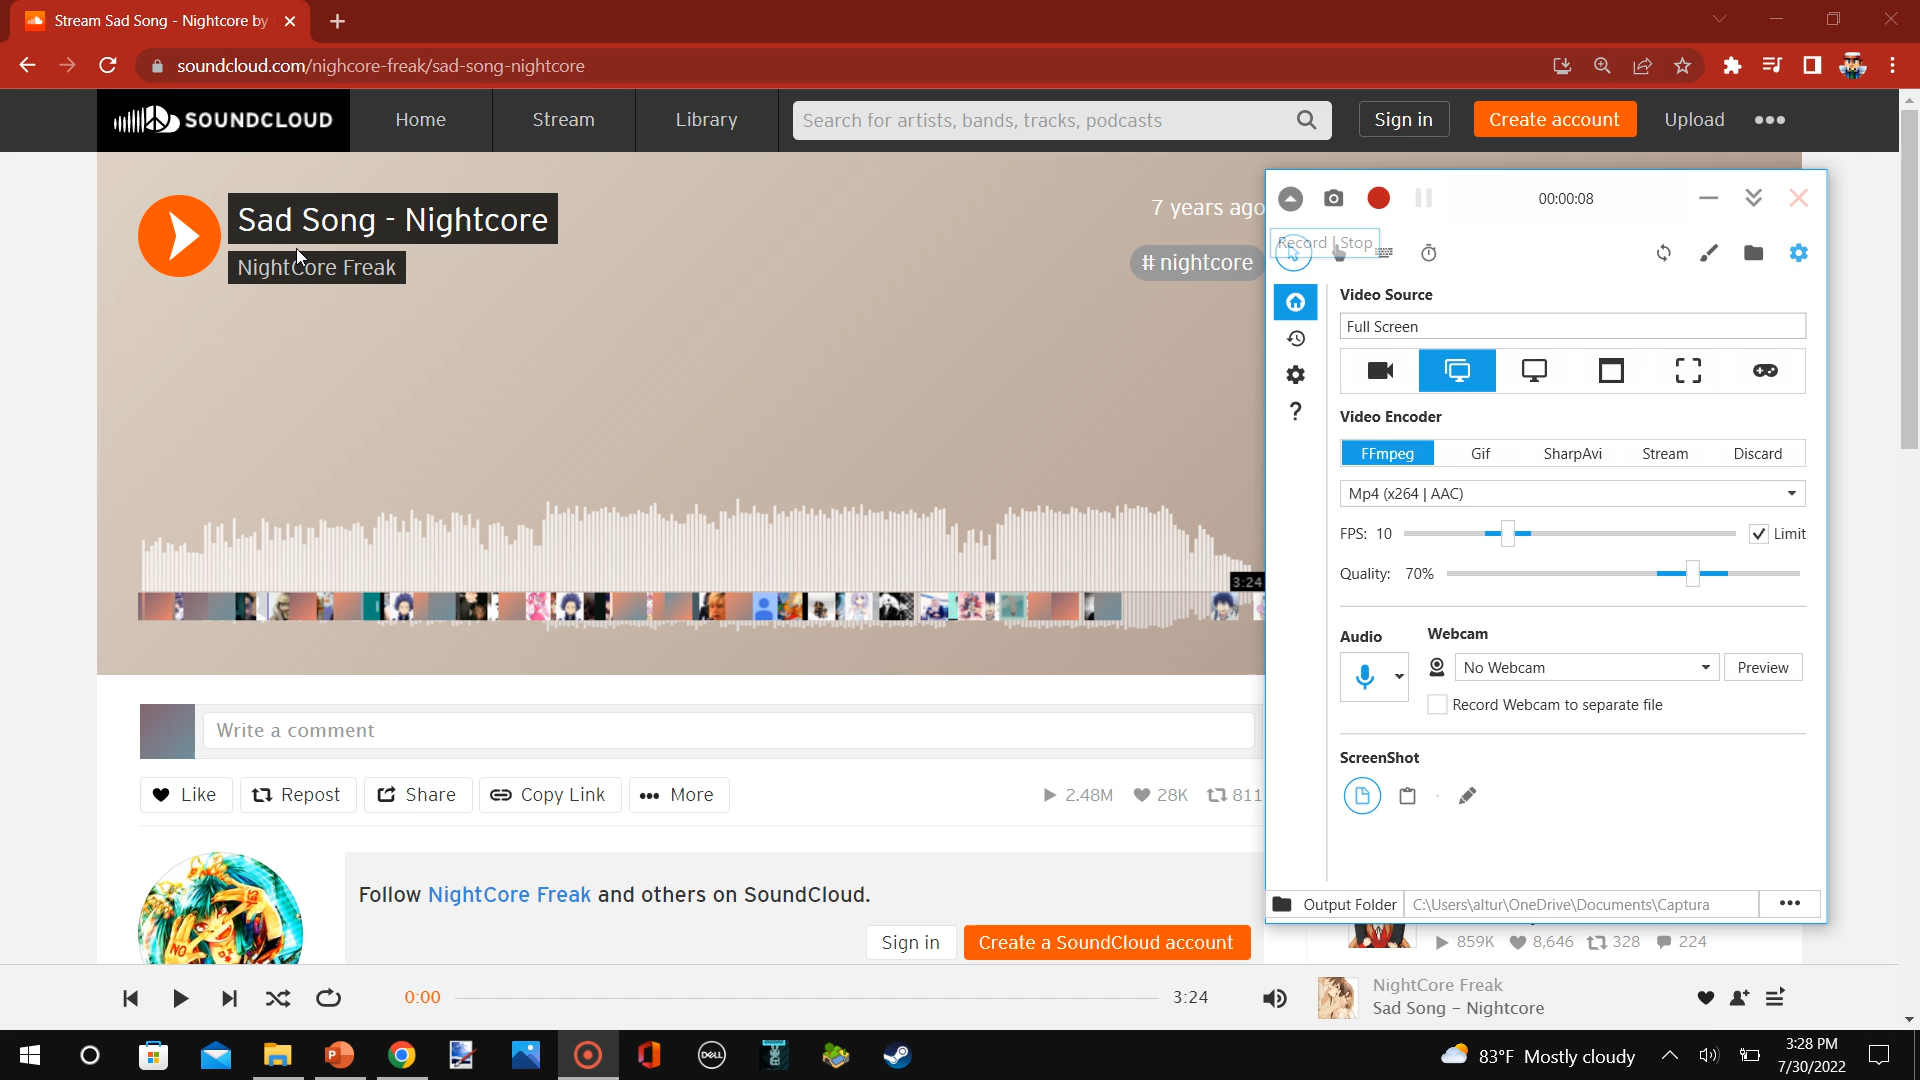 Stream Sad Song - Nightcore by
soundcloud.com/nighcore-freak/sad-song-nightcore
SOUNDCLOUD
Home
Stream
Library
Search for artists, bands, tracks, podcasts
Sign in
Create account
Upload
Sad Song - Nightcore
NightCore Freak
7 years ago
# nightcore
3:24
00:00:08
Record | Stop
Video Source
Full Screen
Video Encoder
FFmpeg
Gif
SharpAvi
Stream
Discard
Mp4 (x264 | AAC)
FPS: 10
Limit
Quality: 70%
Audio
Webcam
No Webcam
Preview
Record Webcam to separate file
ScreenShot
Output Folder
C:\Users\altur\OneDrive\Documents\Captura
Write a comment
Like
Repost
Share
Copy Link
More
2.48M
28K
811
Follow NightCore Freak and others on SoundCloud.
Sign in
Create a SoundCloud account
NO
859K
8,646
328
224
0:00
3:24
NightCore Freak
Sad Song - Nightcore
DELL
83°F Mostly cloudy
3:28 PM
7/30/2022